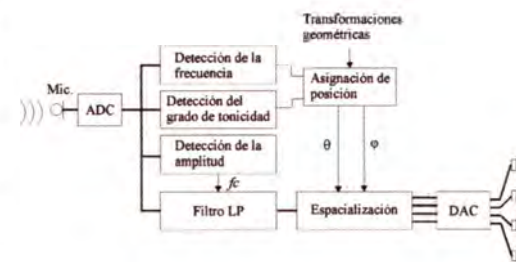 Transformaciones
geométricas
Detección de la
frecuencia
Asignación de
posición
Mic.
ADC
Detección del
grado de tonicidad
Detección de la
amplitud
θ
φ
fc
Filtro LP
Espacialización
DAC